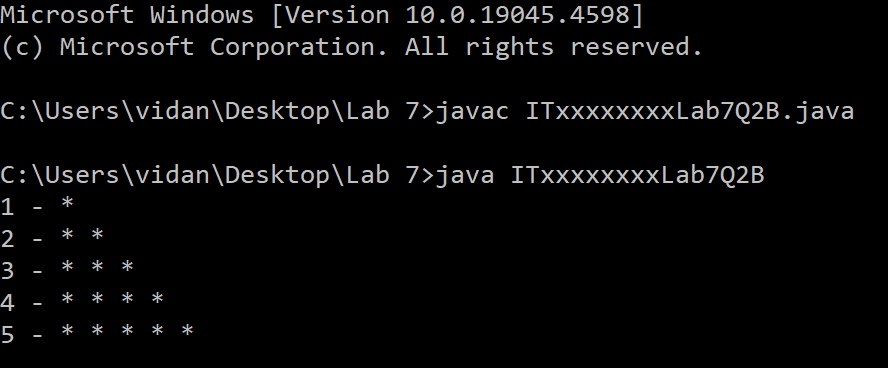 Microsoft Windows [Version 10.0.19045.4598]
(c) Microsoft Corporation. All rights reserved.
C:\Users\vidan\Desktop\Lab 7>javac ITxxxxxxxxLab7Q2B.java
C:\Users\vidan\Desktop\Lab 7>java ITxxxxxxxxLab7Q2B
1 - *
2 - * *
3 - * * *
4 - * * * *
5 - * * * * *